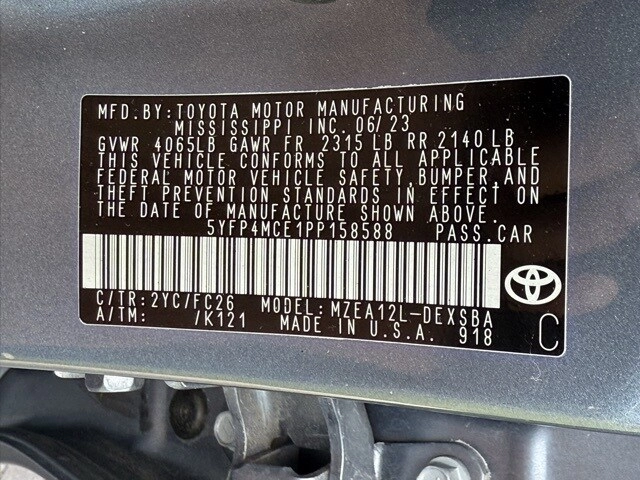 MFD.BY:TOYOTA MOTOR MANUFACTURING
MISSISSIPPI INC. 06/23
GVWR 4065LB GAWR FR 2315LB RR 2140LB
THIS VEHICLE CONFORMS TO ALL APPLICABLE
FEDERAL MOTOR VEHICLE SAFETY, BUMPER, AND
THEFT PREVENTION STANDARDS IN EFFECT ON
THE DATE OF MANUFACTURE SHOWN ABOVE.
5YFP4MCE1PP158588 PASS.CAR
C/TR:2YC/FC26 MODEL:MZEA12L-DEXSBA
A/TM: /K121 MADE IN U.S.A. 918
C